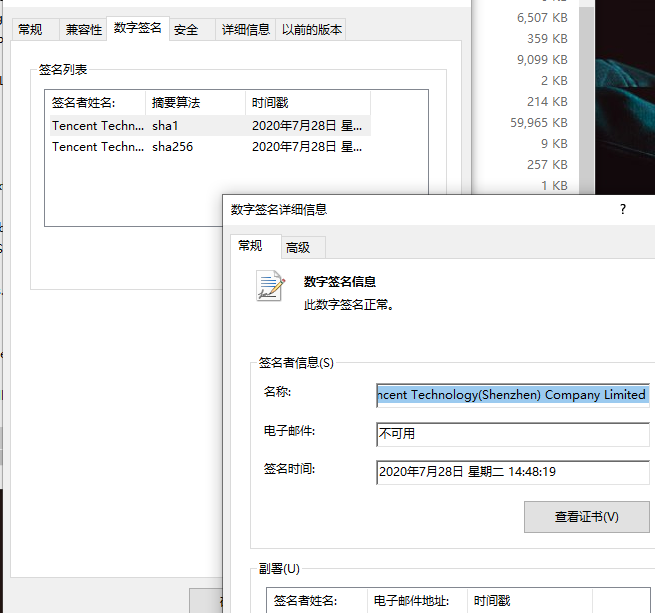 常规 兼容性 数字签名 安全 详细信息 以前的版本
签名列表
签名者姓名: 摘要算法 时间戳
Tencent Techn... sha1 2020年7月28日 星...
Tencent Techn... sha256 2020年7月28日 星...
6,507 KB
359 KB
9,099 KB
2 KB
214 KB
59,965 KB
9 KB
257 KB
1 KB
数字签名详细信息 ?
常规 高级
数字签名信息
此数字签名正常。
签名者信息(S)
名称: ncent Technology(Shenzhen) Company Limited
电子邮件: 不可用
签名时间: 2020年7月28日 星期二 14:48:19
查看证书(V)
副署(U)
签名者姓名: 电子邮件地址: 时间戳